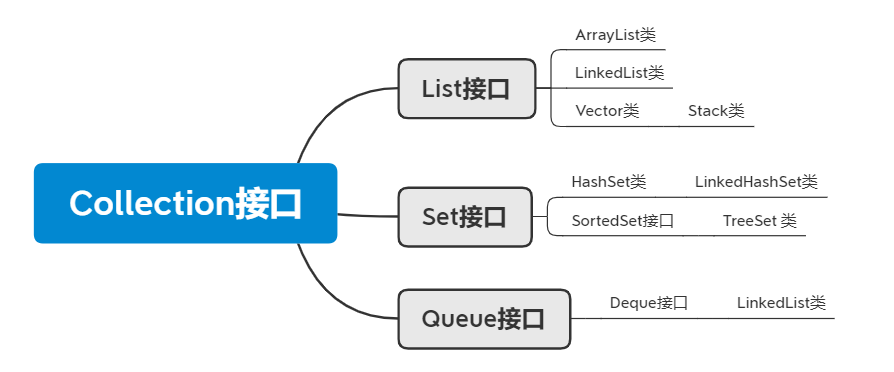 Collection接口
List接口
ArrayList类
LinkedList类
Vector类 Stack类
Set接口
HashSet类 LinkedHashSet类
SortedSet接口 TreeSet 类
Queue接口
Deque接口 LinkedList类